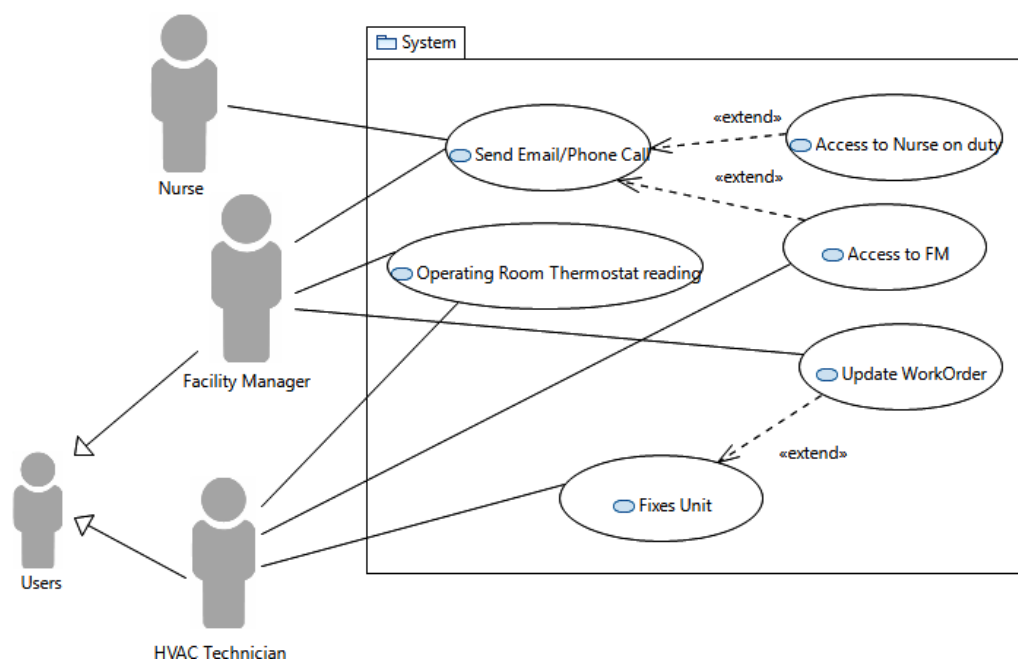 System
Nurse
Send Email/Phone Call
«extend»
Access to Nurse on duty
«extend»
Access to FM
Operating Room Thermostat reading
Facility Manager
Update WorkOrder
«extend»
Fixes Unit
Users
HVAC Technician